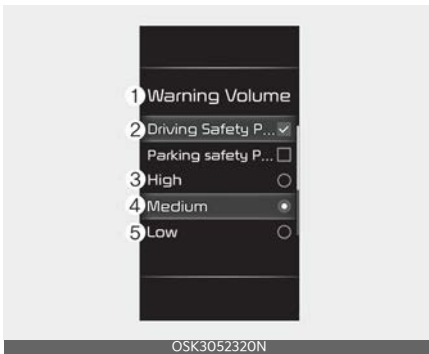 1 Warning Volume
2 Driving Safety P...
Parking safety P...
3 High
4 Medium
5 Low
OSK3052320N